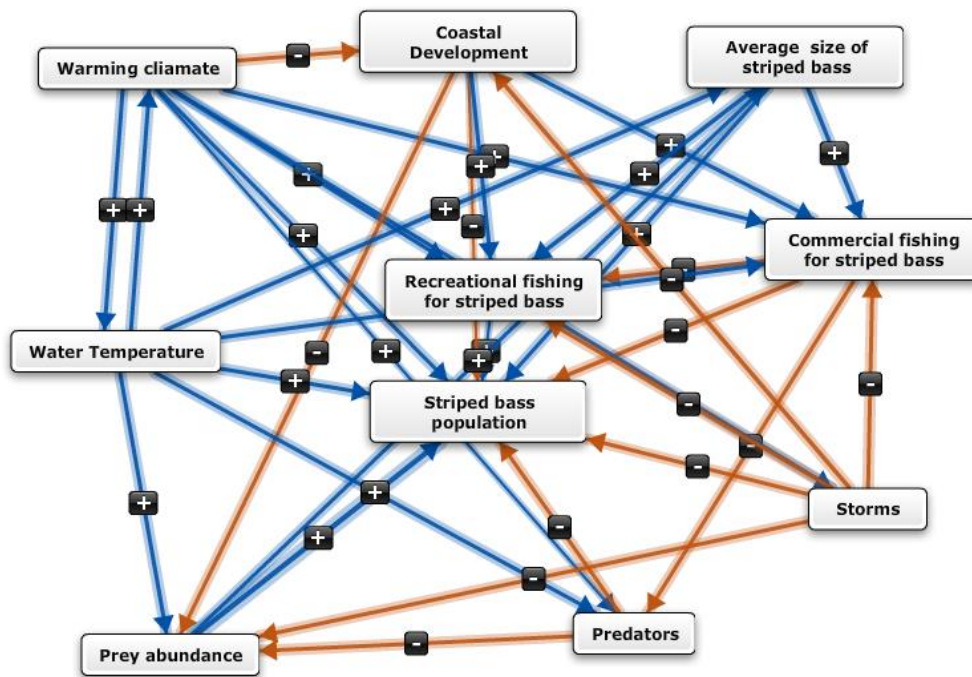 Coastal
Development
Average size of
striped bass
Warming cliamate
-
+
+
+
+
+
+
+
+
+
+
+
-
Commercial fishing
for striped bass
Recreational fishing
for striped bass
-
-
Water Temperature
-
+
+
+
-
-
+
Striped bass
population
-
-
-
-
+
+
Storms
+
-
-
-
Predators
-
Prey abundance